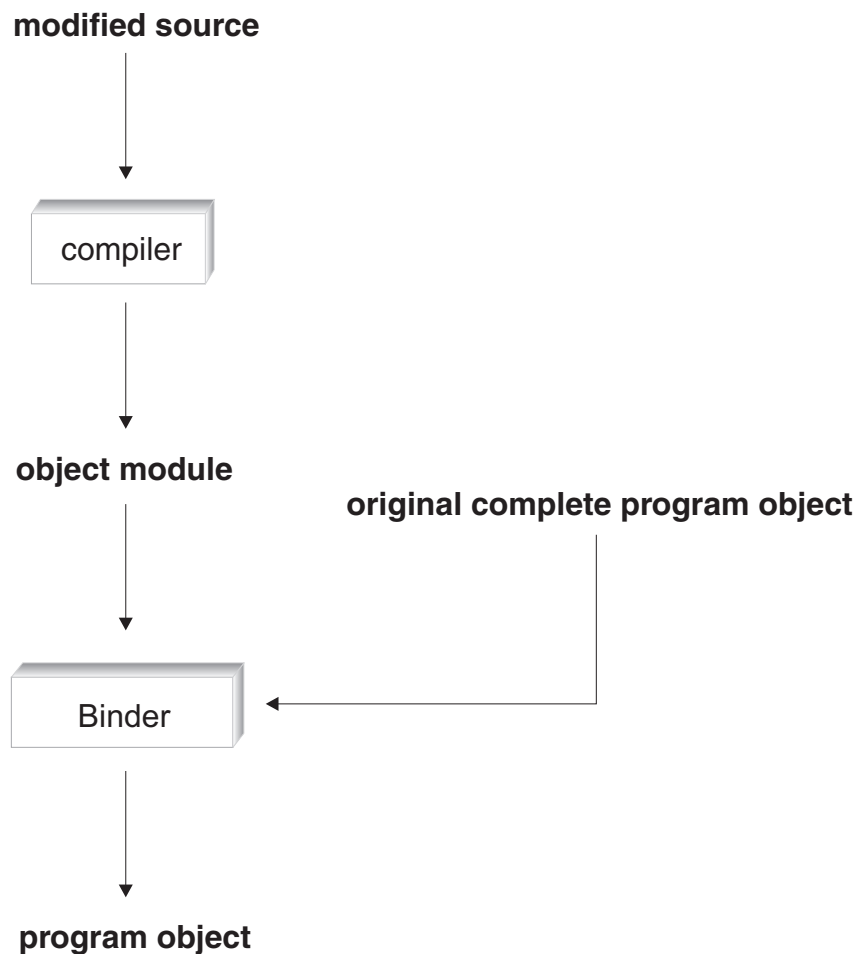 modified source
compiler
object module
original complete program object
Binder
program object